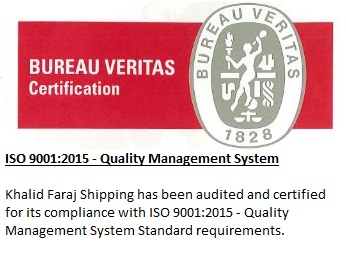 BUREAU VERITAS
Certification
BUREAU VERITAS
1828
ISO 9001:2015 - Quality Management System
Khalid Faraj Shipping has been audited and certified
for its compliance with ISO 9001:2015 - Quality
Management System Standard requirements.